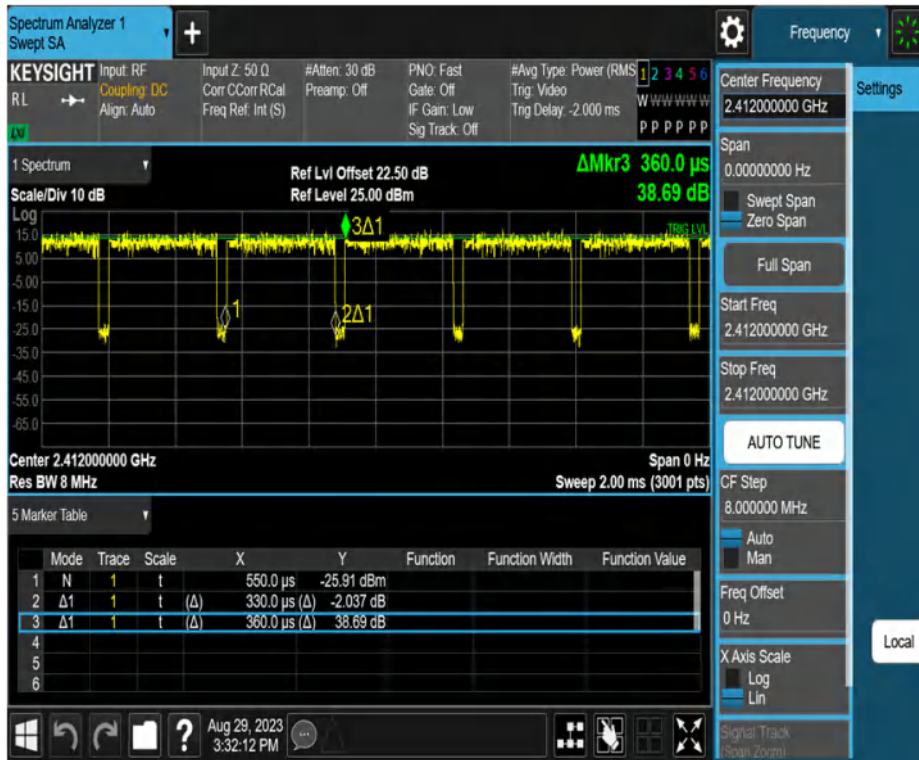 Spectrum Analyzer 1
Swept SA
+
Frequency
KEYSIGHT
RL
LXI
Input: RF
Coupling: DC
Align: Auto
Input Z: 50 Ω
Corr CCorr RCal
Freq Ref: Int (S)
#Atten: 30 dB
Preamp: Off
PNO: Fast
Gate: Off
IF Gain: Low
Sig Track: Off
#Avg Type: Power (RMS
Trig: Video
Trig Delay: -2.000 ms
1 2 3 4 5 6
W W W W W W
P P P P P P
Center Frequency
2.412000000 GHz
Settings
Span
0.00000000 Hz
Swept Span
Zero Span
Full Span
Start Freq
2.412000000 GHz
Stop Freq
2.412000000 GHz
AUTO TUNE
CF Step
8.000000 MHz
Auto
Man
Freq Offset
0 Hz
X Axis Scale
Log
Lin
Signal Track
(Span Zoom)
Local
1 Spectrum
Scale/Div 10 dB
Ref Lvl Offset 22.50 dB
Ref Level 25.00 dBm
ΔMkr3 360.0 µs
38.69 dB
Log
15.0
5.00
-5.00
-15.0
-25.0
-35.0
-45.0
-55.0
-65.0
3Δ1
TRIG LVL
1
2Δ1
Center 2.412000000 GHz
Res BW 8 MHz
Span 0 Hz
Sweep 2.00 ms (3001 pts)
5 Marker Table
Mode Trace Scale X Y Function Function Width Function Value
1 N 1 t 550.0 µs -25.91 dBm
2 Δ1 1 t (Δ) 330.0 µs (Δ) -2.037 dB
3 Δ1 1 t (Δ) 360.0 µs (Δ) 38.69 dB
4
5
6
?
Aug 29, 2023
3:32:12 PM